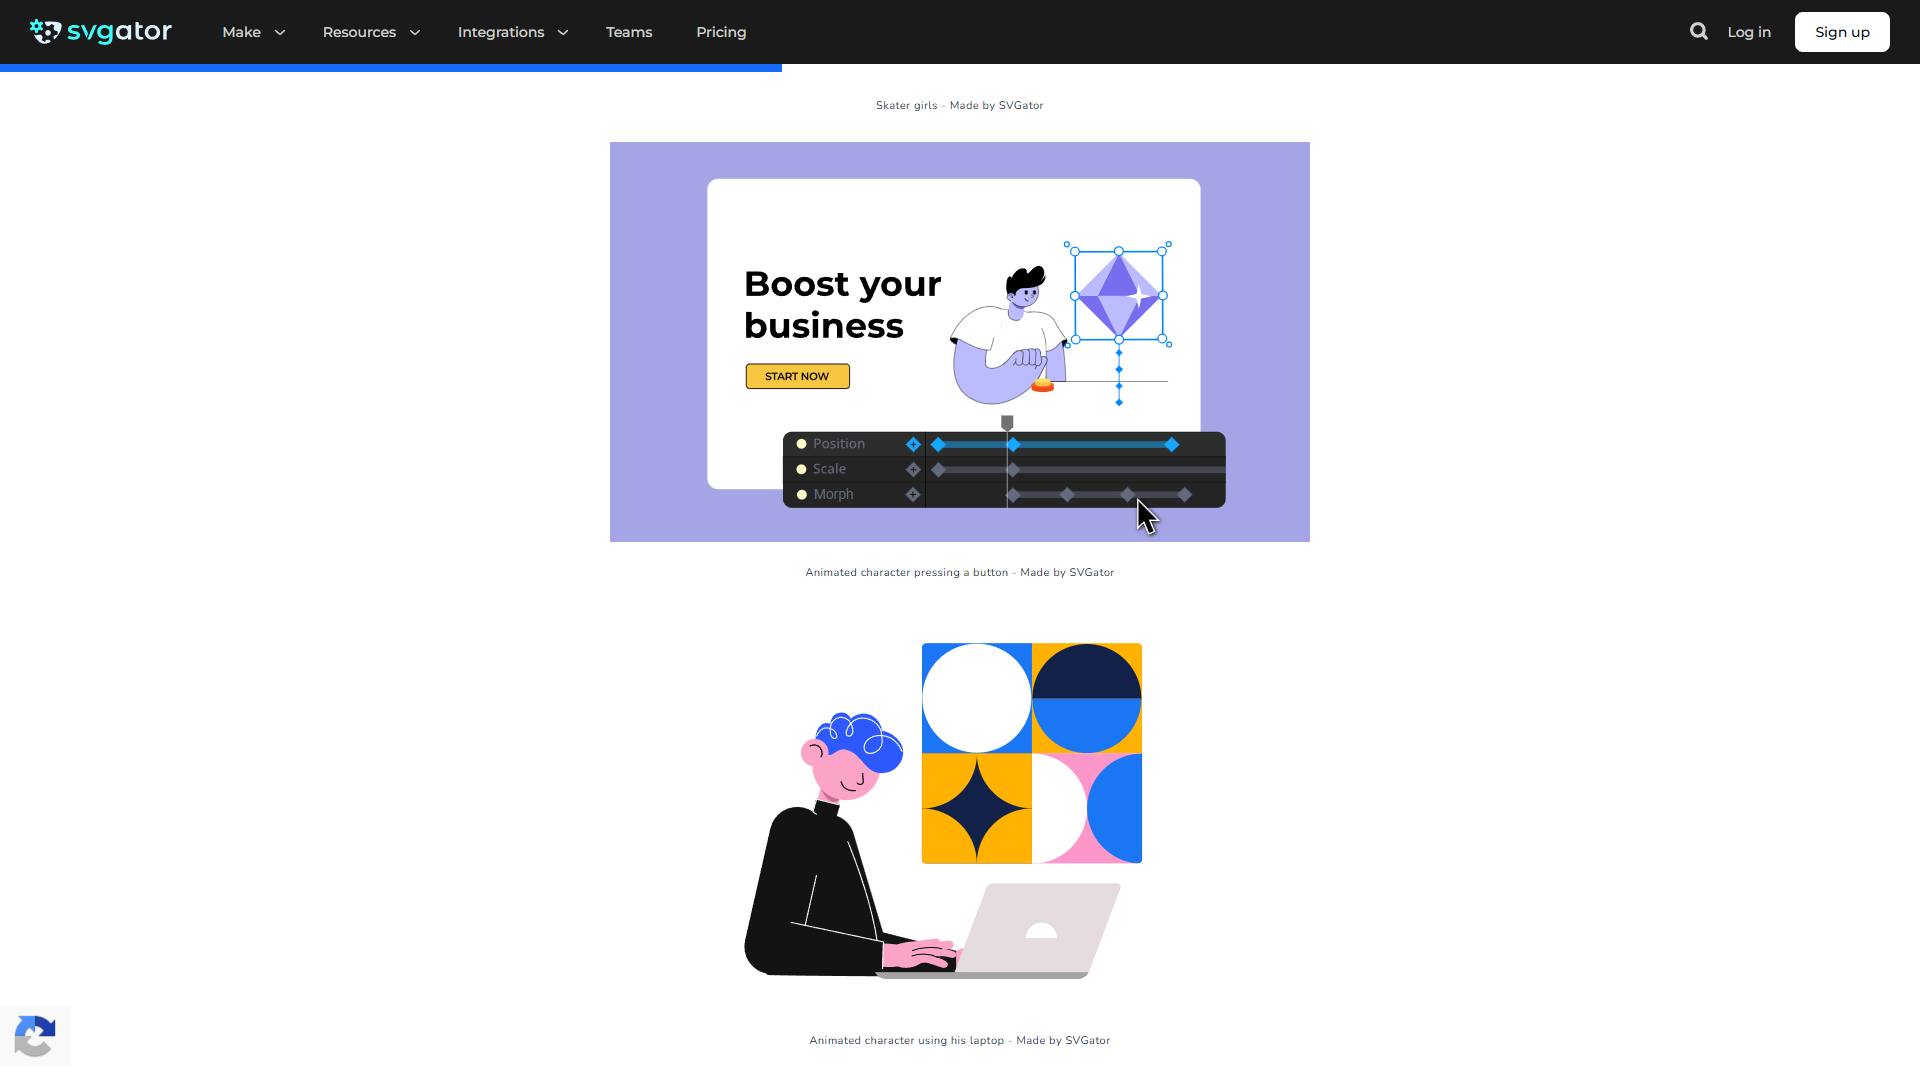 svgator
Make
Resources
Integrations
Teams
Pricing
Log in
Sign up
Skater girls - Made by SVGator
Boost your
business
START NOW
Position
Scale
Morph
Animated character pressing a button - Made by SVGator
Animated character using his laptop - Made by SVGator